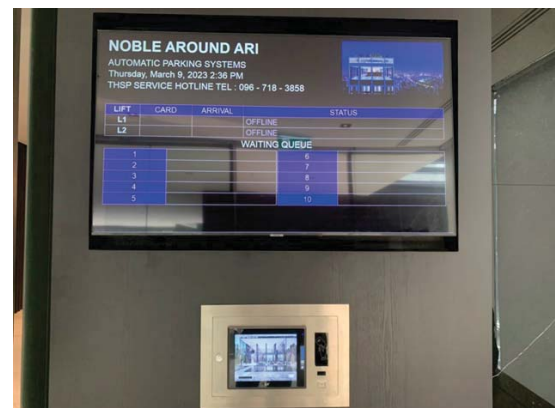 NOBLE AROUND ARI
AUTOMATIC PARKING SYSTEMS
Thursday, March 9, 2023 2:36 PM
THSP SERVICE HOTLINE TEL : 096 - 718 - 3858
LIFT CARD ARRIVAL STATUS
L1 OFFLINE
L2 OFFLINE
WAITING QUEUE
1 6
2 7
3 8
4 9
5 10